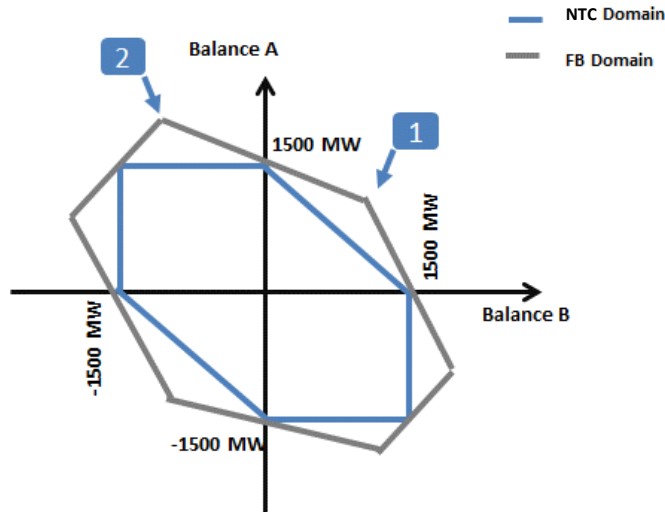 NTC Domain
FB Domain
Balance A
2
1
1500 MW
1500 MW
Balance B
-1500 MW
-1500 MW